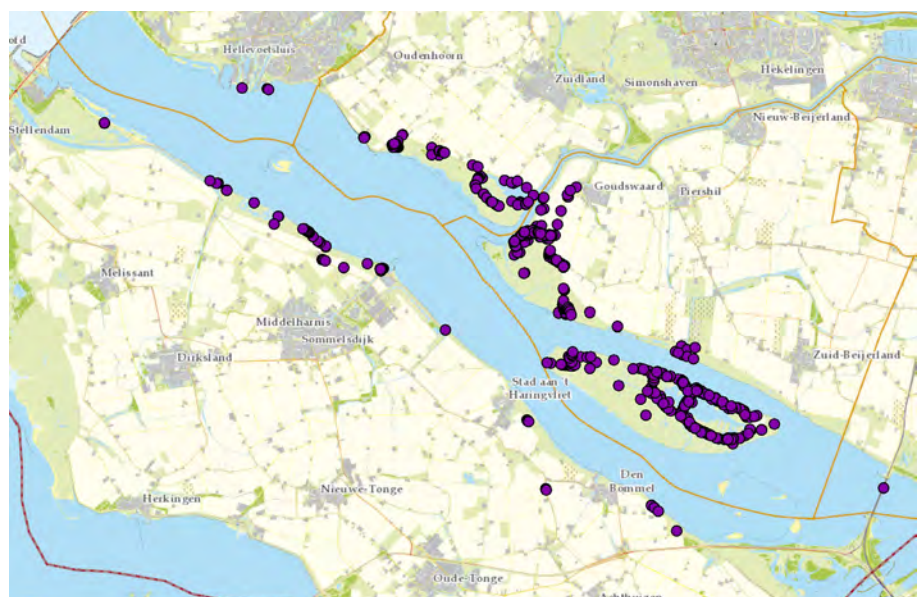 ofd
Hellevoetsluis
Oudenhoorn
Zuidland
Simonshaven
Hekelingen
Nieuw-Beijerland
Stellendam
Goudswaard
Piershil
Melissant
Middelharnis
Sommelsdijk
Dirksland
Zuid-Beijerland
Stad aan 't
Haringvliet
Den
Bommel
Herkingen
Nieuwe-Tonge
Oude-Tonge